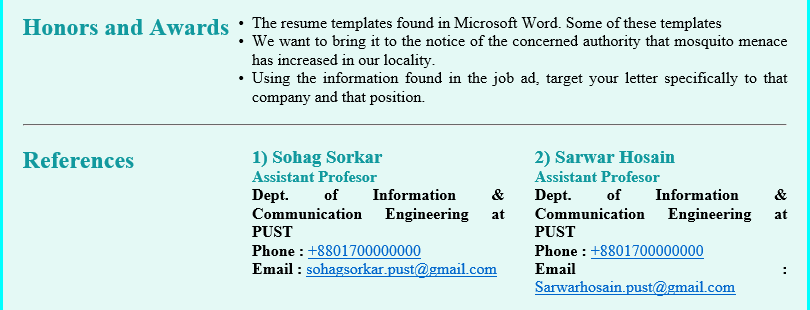 Honors and Awards
• The resume templates found in Microsoft Word. Some of these templates
• We want to bring it to the notice of the concerned authority that mosquito menace
has increased in our locality.
• Using the information found in the job ad, target your letter specifically to that
company and that position.
References
1) Sohag Sorkar
Assistant Profesor
Dept. of Information &
Communication Engineering at
PUST
Phone : +8801700000000
Email : sohagsorkar.pust@gmail.com
2) Sarwar Hosain
Assistant Profesor
Dept. of Information &
Communication Engineering at
PUST
Phone : +8801700000000
Email :
Sarwarhosain.pust@gmail.com